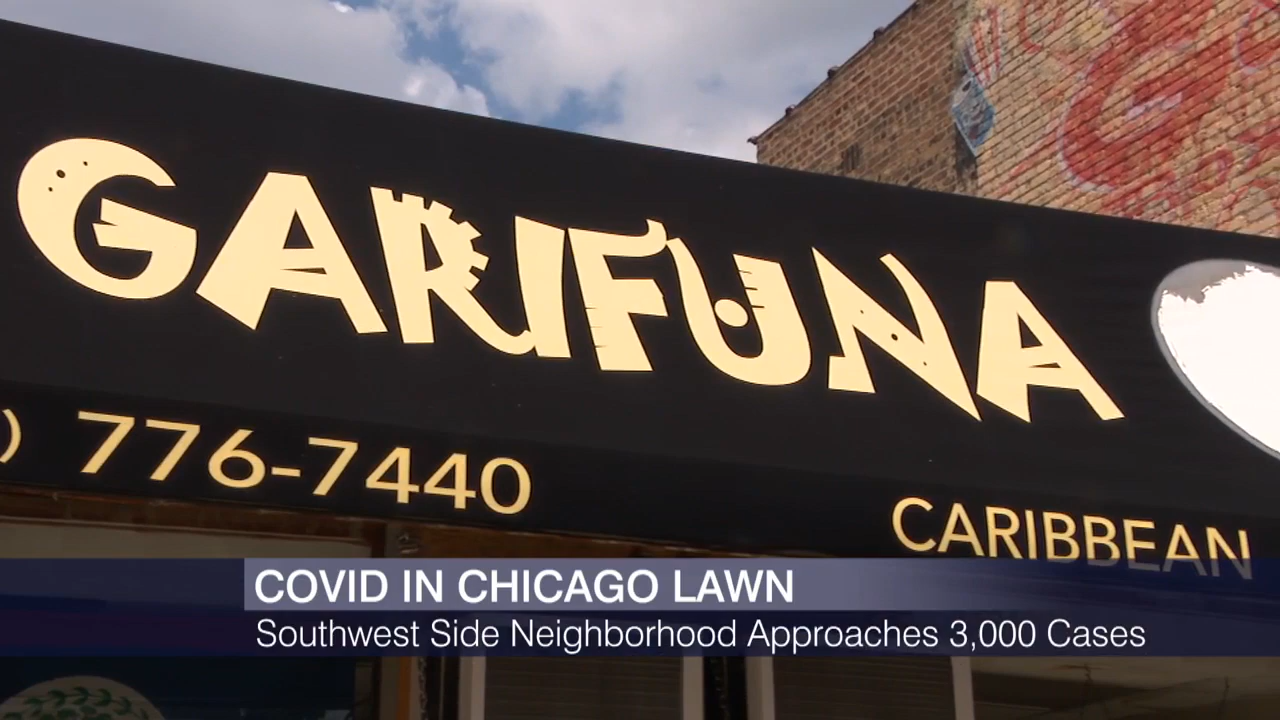 GARIFUNA
) 776-7440
CARIBBEAN
COVID IN CHICAGO LAWN
Southwest Side Neighborhood Approaches 3,000 Cases